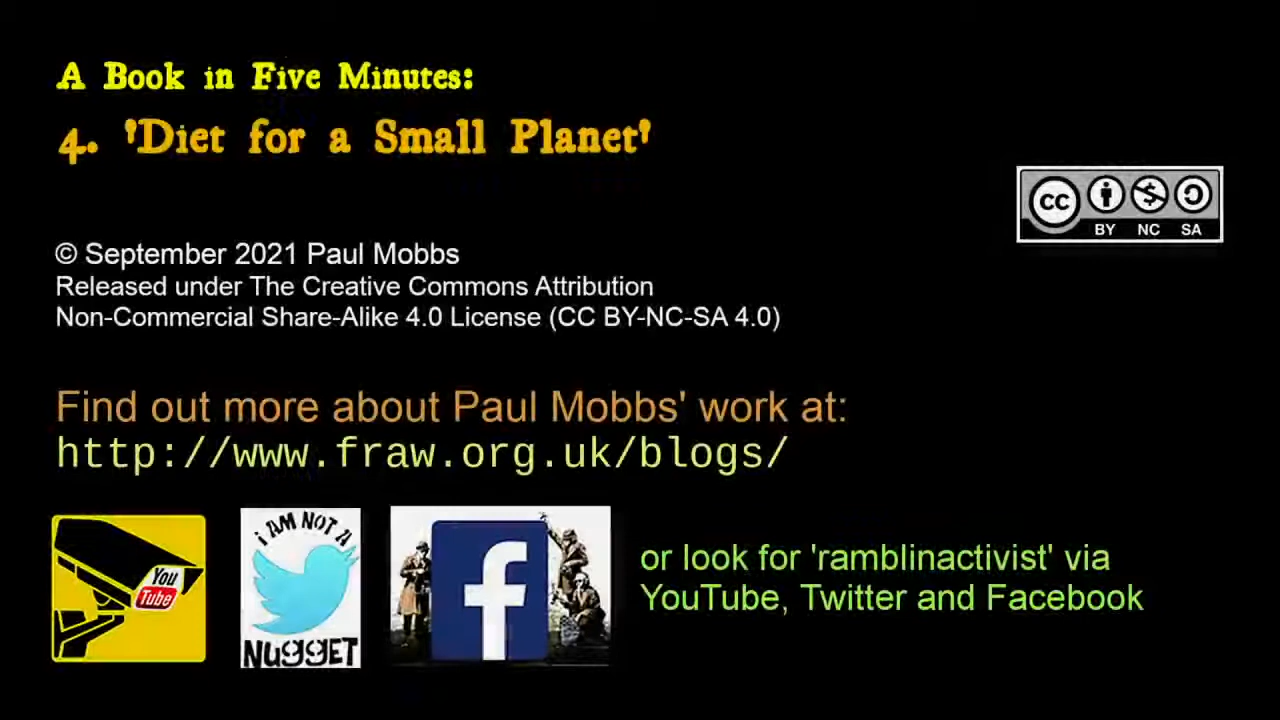 A Book in Five Minutes:
4. 'Diet for a Small Planet'
cc
BY NC SA
© September 2021 Paul Mobbs
Released under The Creative Commons Attribution
Non-Commercial Share-Alike 4.0 License (CC BY-NC-SA 4.0)
Find out more about Paul Mobbs' work at:
http://www.fraw.org.uk/blogs/
You
Tube
i AM NOT A
NuggET
f
or look for 'ramblinactivist' via
YouTube, Twitter and Facebook